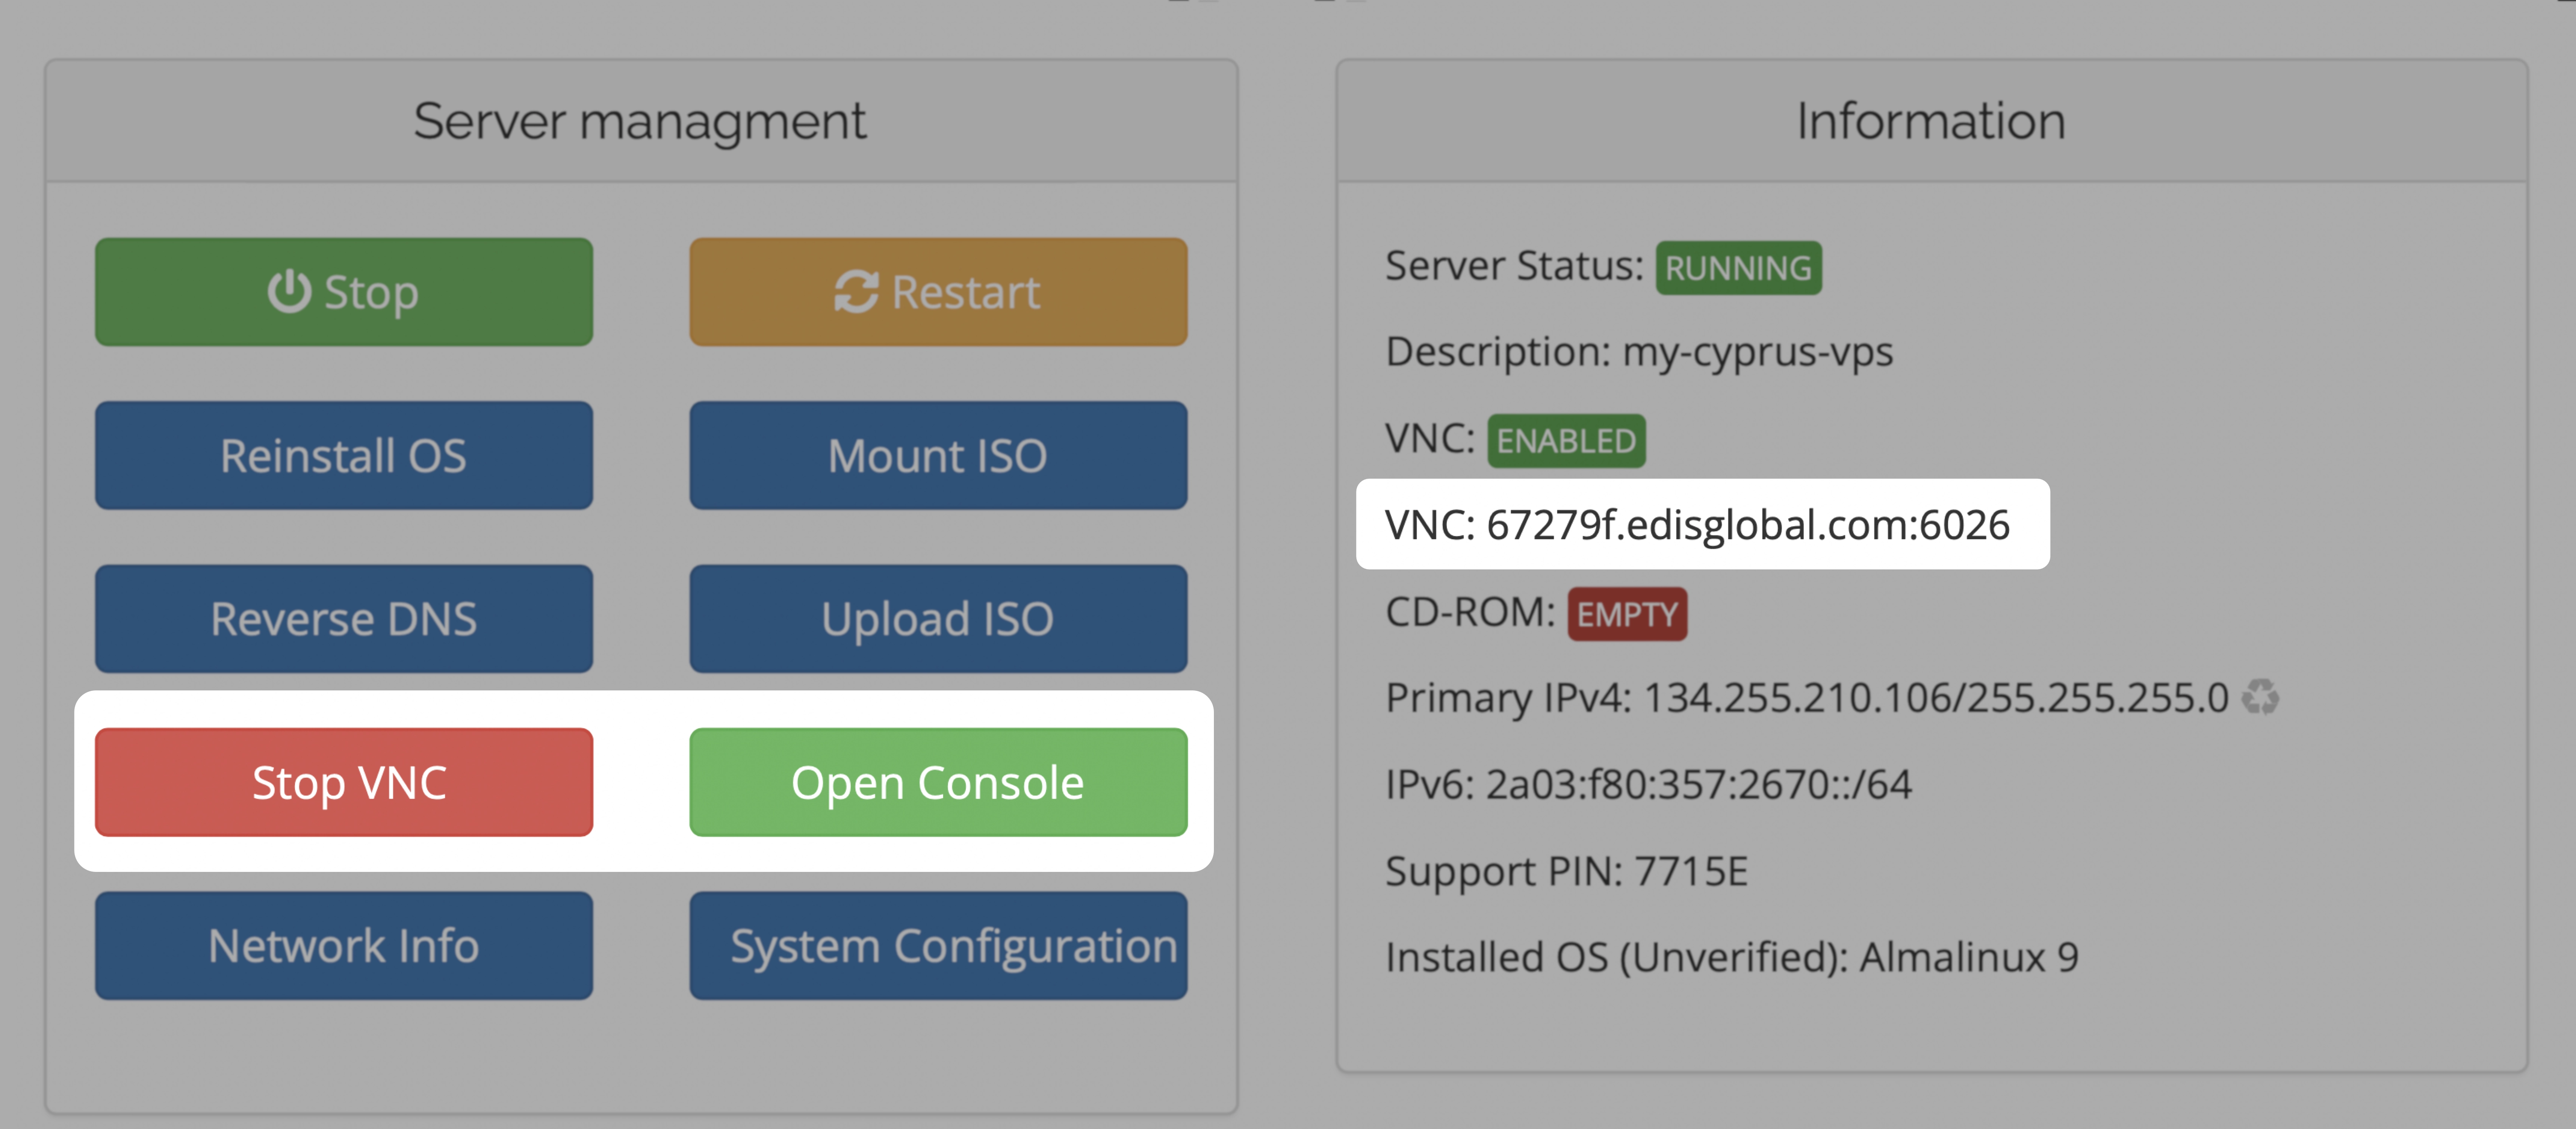 Server managment
Stop
Restart
Reinstall OS
Mount ISO
Reverse DNS
Upload ISO
Stop VNC
Open Console
Network Info
System Configuration
Information
Server Status: RUNNING
Description: my-cyprus-vps
VNC: ENABLED
VNC: 67279f.edisglobal.com:6026
CD-ROM: EMPTY
Primary IPv4: 134.255.210.106/255.255.255.0
IPv6: 2a03:f80:357:2670::/64
Support PIN: 7715E
Installed OS (Unverified): Almalinux 9